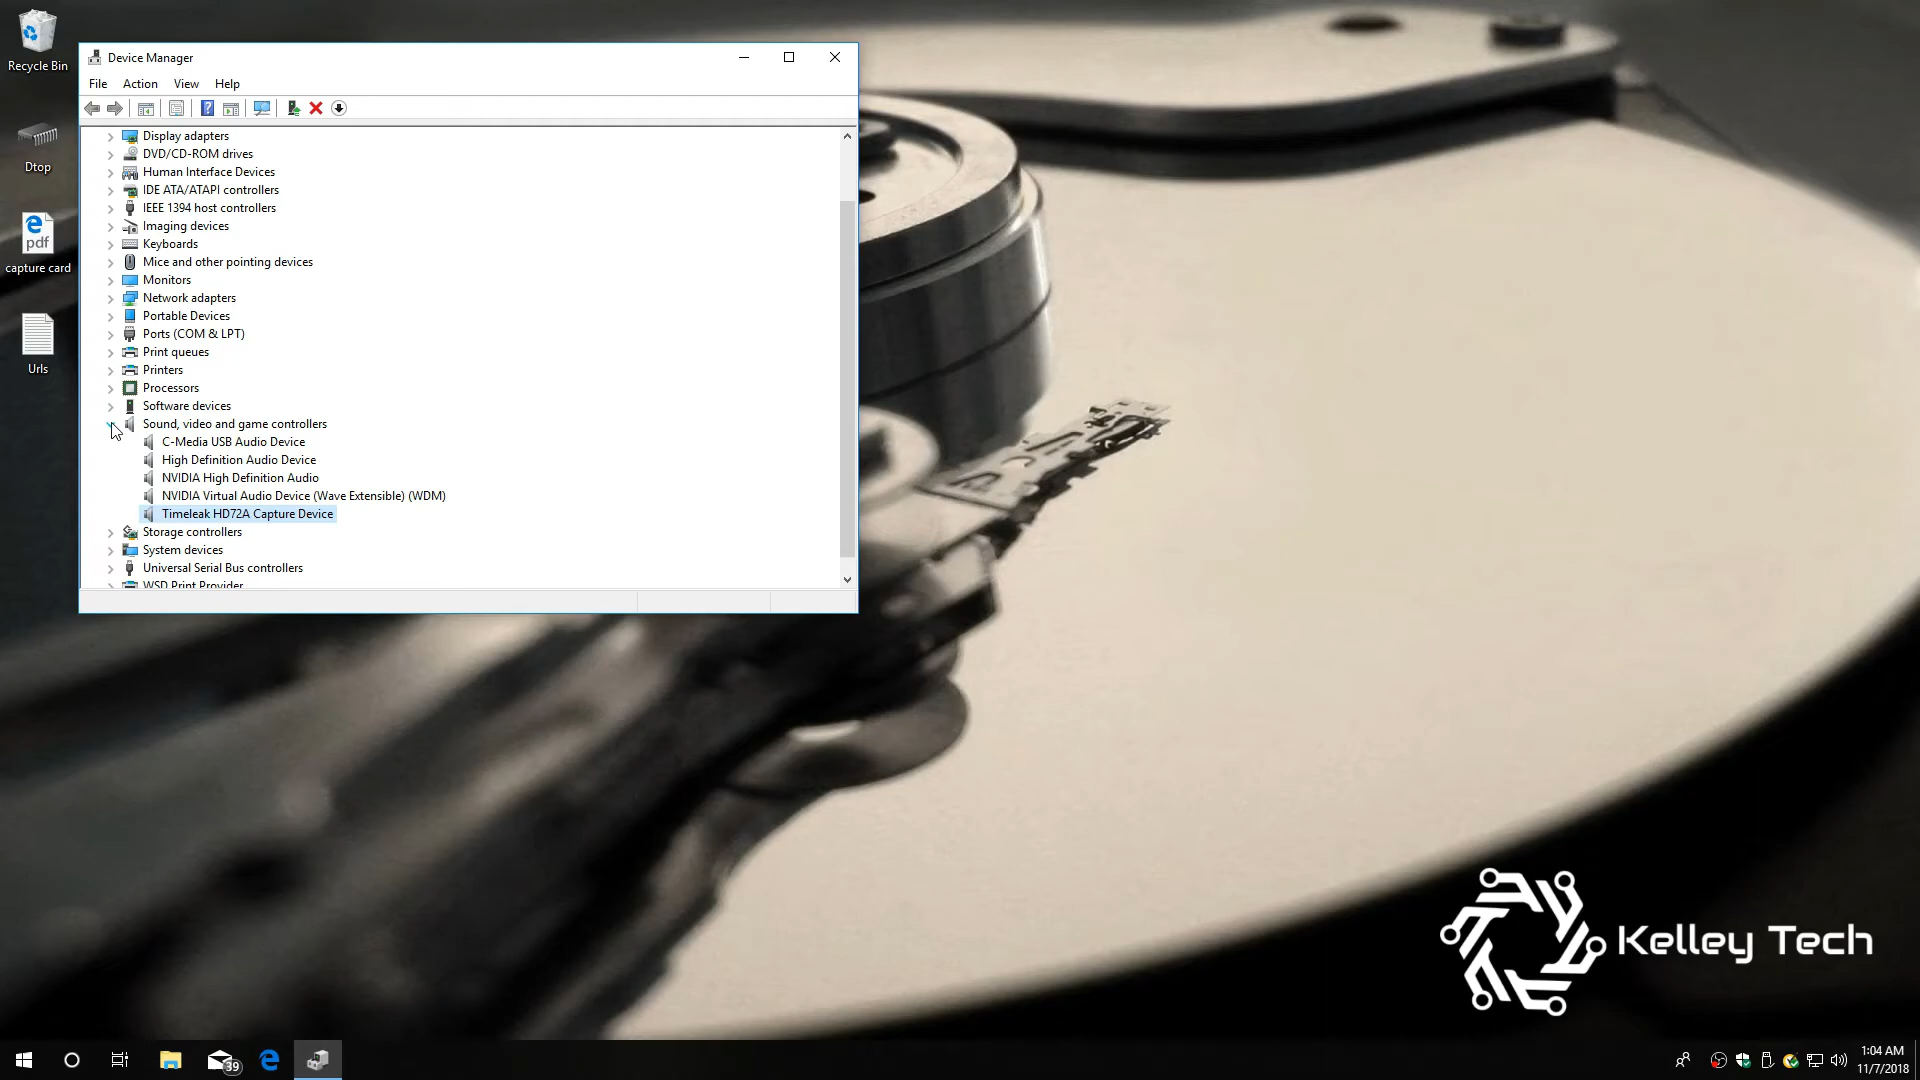 Recycle Bin
Dtop
pdf
capture card
Urls
Device Manager
File Action View Help
Display adapters
DVD/CD-ROM drives
Human Interface Devices
IDE ATA/ATAPI controllers
IEEE 1394 host controllers
Imaging devices
Keyboards
Mice and other pointing devices
Monitors
Network adapters
Portable Devices
Ports (COM & LPT)
Print queues
Printers
Processors
Software devices
Sound, video and game controllers
C-Media USB Audio Device
High Definition Audio Device
NVIDIA High Definition Audio
NVIDIA Virtual Audio Device (Wave Extensible) (WDM)
Timeleak HD72A Capture Device
Storage controllers
System devices
Universal Serial Bus controllers
WSD Print Provider
Kelley Tech
39
1:04 AM
11/7/2018